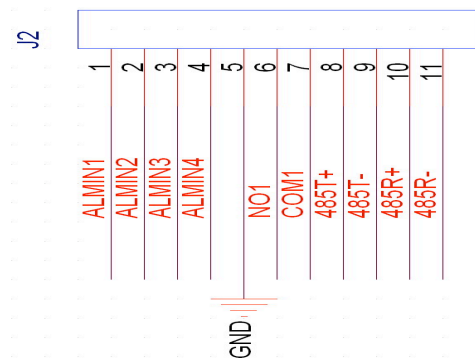 J2
1
2
3
4
5
6
7
8
9
10
11
ALMIN1
ALMIN2
ALMIN3
ALMIN4
NO1
COM1
485T+
485T-
485R+
485R-
GND